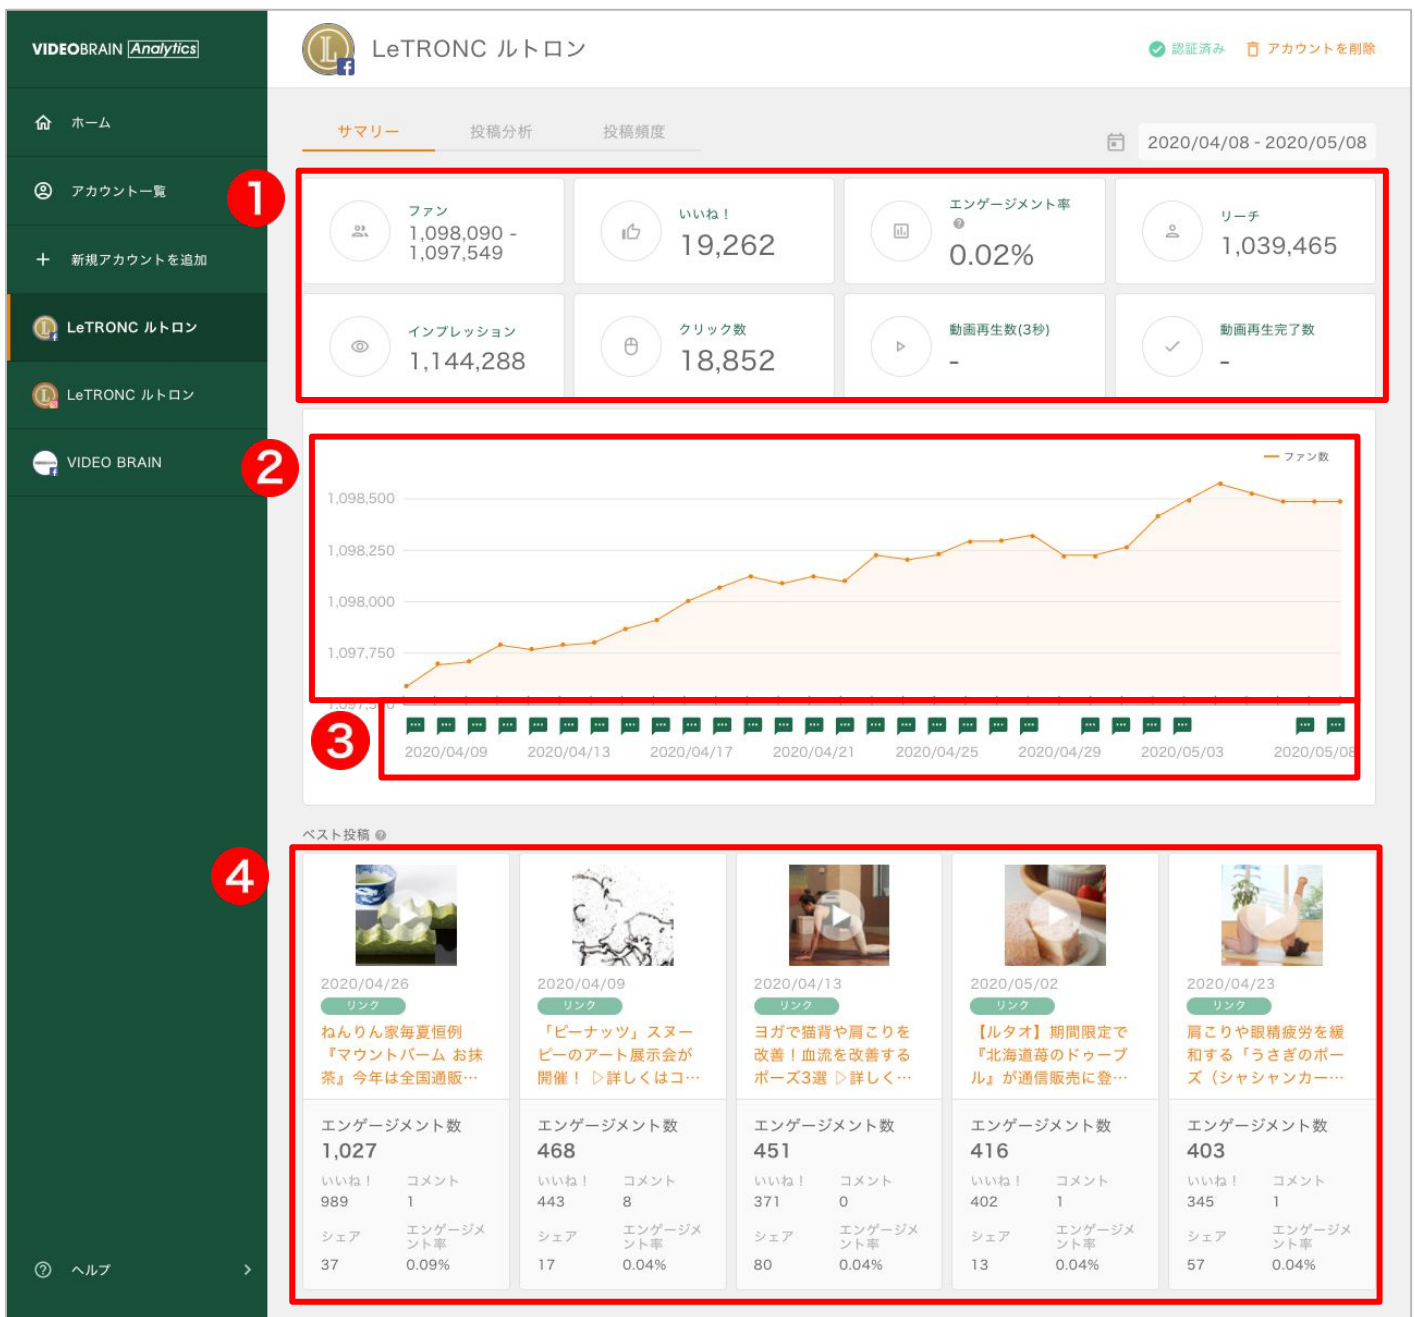 VIDEOBRAIN Analytics
LeTRONC ルトロン
認証済み
アカウントを削除
ホーム
アカウント一覧
新規アカウントを追加
LeTRONC ルトロン
LeTRONC ルトロン
VIDEO BRAIN
ヘルプ
サマリー
投稿分析
投稿頻度
2020/04/08 - 2020/05/08
1
ファン
1,098,090 -
1,097,549
いいね！
19,262
エンゲージメント率
0.02%
リーチ
1,039,465
インプレッション
1,144,288
クリック数
18,852
動画再生数(3秒)
-
動画再生完了数
-
2
ファン数
1,098,500
1,098,250
1,098,000
1,097,750
1,097,500
3
2020/04/09
2020/04/13
2020/04/17
2020/04/21
2020/04/25
2020/04/29
2020/05/03
2020/05/08
ベスト投稿
4
2020/04/26
リンク
ねんりん家毎夏恒例
『マウントバーム お抹
茶』今年は全国通販…
エンゲージメント数
1,027
いいね！
コメント
989
1
シェア
エンゲージメ
ント率
37
0.09%
2020/04/09
リンク
「ピーナッツ」スヌー
ピーのアート展示会が
開催！ ▷詳しくはコ…
エンゲージメント数
468
いいね！
コメント
443
8
シェア
エンゲージメ
ント率
17
0.04%
2020/04/13
リンク
ヨガで猫背や肩こりを
改善！血流を改善する
ポーズ3選 ▷詳しく…
エンゲージメント数
451
いいね！
コメント
371
0
シェア
エンゲージメ
ント率
80
0.04%
2020/05/02
リンク
【ルタオ】期間限定で
『北海道苺のドゥーブ
ル』が通信販売に登…
エンゲージメント数
416
いいね！
コメント
402
1
シェア
エンゲージメ
ント率
13
0.04%
2020/04/23
リンク
肩こりや眼精疲労を緩
和する「うさぎのポー
ズ（シャシャンカー…
エンゲージメント数
403
いいね！
コメント
345
1
シェア
エンゲージメ
ント率
57
0.04%